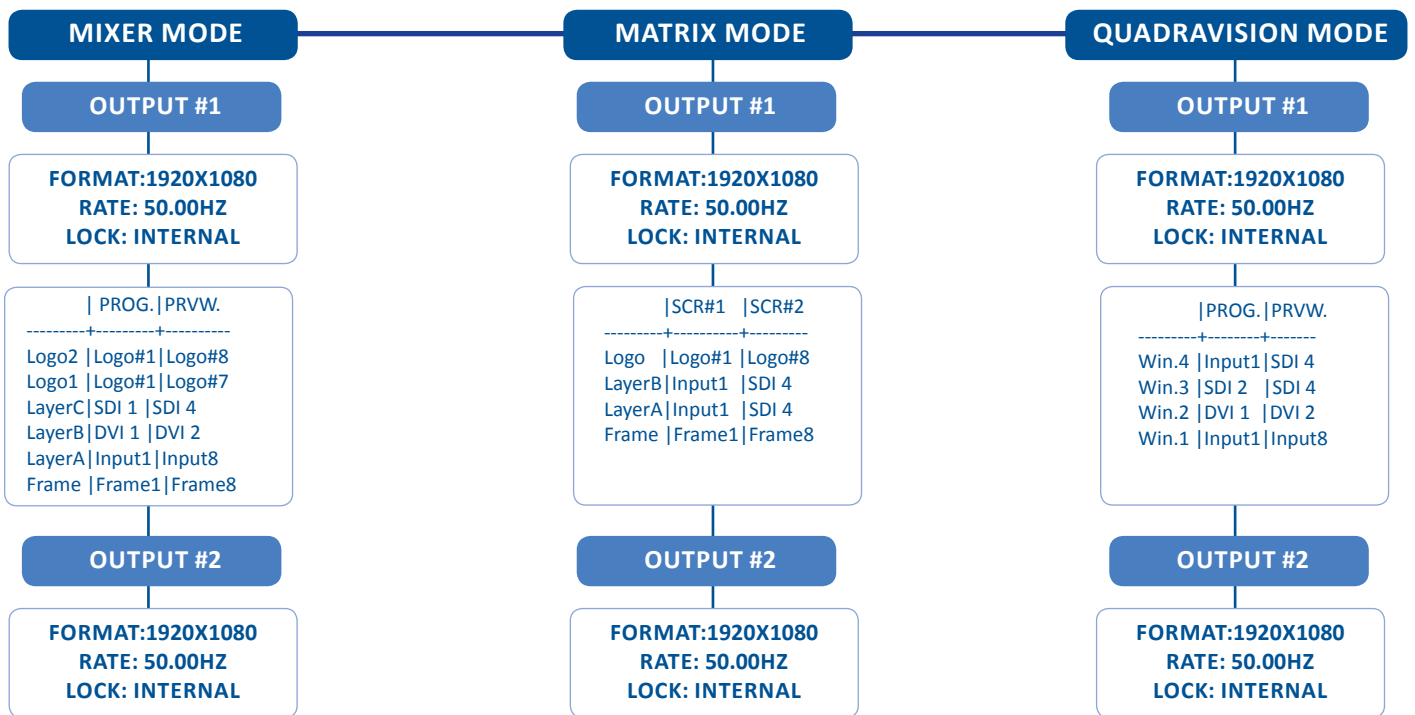 MIXER MODE
OUTPUT #1
FORMAT:1920X1080
RATE: 50.00HZ
LOCK: INTERNAL
| PROG.|PRVW.
---------+---------+----------
Logo2 |Logo#1|Logo#8
Logo1 |Logo#1|Logo#7
LayerC|SDI 1 |SDI 4
LayerB|DVI 1 |DVI 2
LayerA|Input1|Input8
Frame |Frame1|Frame8
OUTPUT #2
FORMAT:1920X1080
RATE: 50.00HZ
LOCK: INTERNAL
MATRIX MODE
OUTPUT #1
FORMAT:1920X1080
RATE: 50.00HZ
LOCK: INTERNAL
|SCR#1 |SCR#2
---------+----------+---------
Logo |Logo#1 |Logo#8
LayerB|Input1 |SDI 4
LayerA|Input1 |SDI 4
Frame |Frame1|Frame8
OUTPUT #2
FORMAT:1920X1080
RATE: 50.00HZ
LOCK: INTERNAL
QUADRAVISION MODE
OUTPUT #1
FORMAT:1920X1080
RATE: 50.00HZ
LOCK: INTERNAL
|PROG.|PRVW.
---------+--------+-------
Win.4 |Input1|SDI 4
Win.3 |SDI 2 |SDI 4
Win.2 |DVI 1 |DVI 2
Win.1 |Input1|Input8
OUTPUT #2
FORMAT:1920X1080
RATE: 50.00HZ
LOCK: INTERNAL